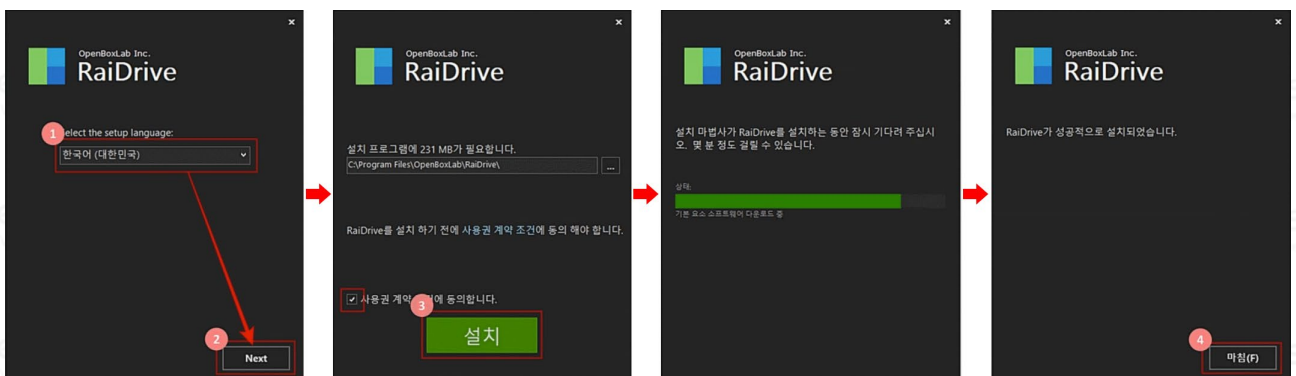 ×
OpenBoxLab Inc.
RaiDrive
1
elect the setup language:
한국어 (대한민국)
2
Next
×
OpenBoxLab Inc.
RaiDrive
설치 프로그램에 231 MB가 필요합니다.
C:\Program Files\OpenBoxLab\RaiDrive\
...
RaiDrive를 설치 하기 전에 사용권 계약 조건에 동의 해야 합니다.
사용권 계약 에 동의합니다.
3
설치
×
OpenBoxLab Inc.
RaiDrive
설치 마법사가 RaiDrive를 설치하는 동안 잠시 기다려 주십시
오. 몇 분 정도 걸릴 수 있습니다.
상태:
기본 요소 소프트웨어 다운로드 중
×
OpenBoxLab Inc.
RaiDrive
RaiDrive가 성공적으로 설치되었습니다.
4
마침(F)